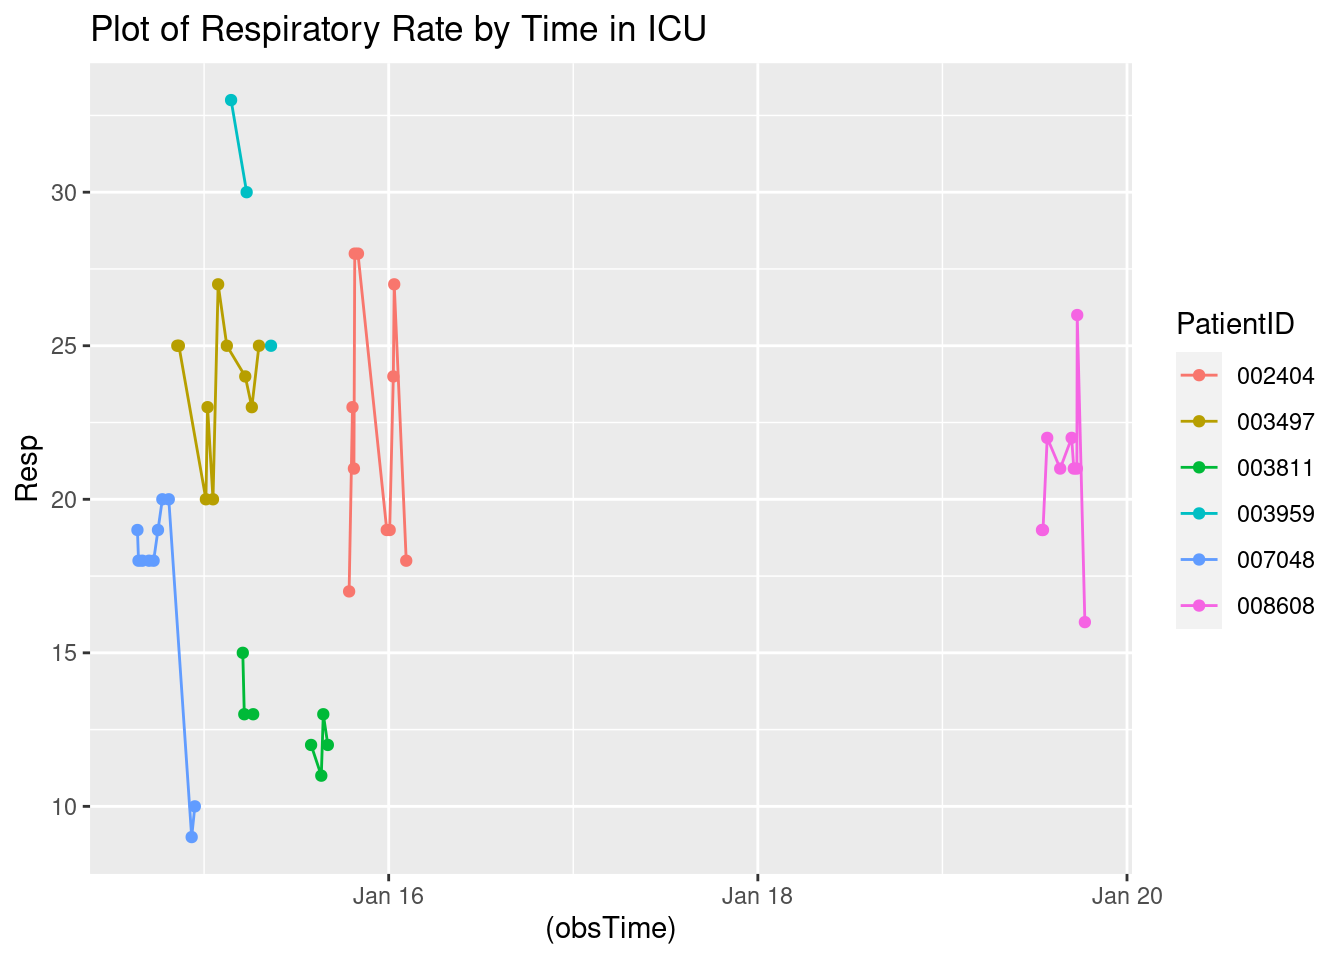 Plot of Respiratory Rate by Time in ICU
Resp
30
25
20
15
10
Jan 16
Jan 18
Jan 20
(obsTime)
PatientID
002404
003497
003811
003959
007048
008608